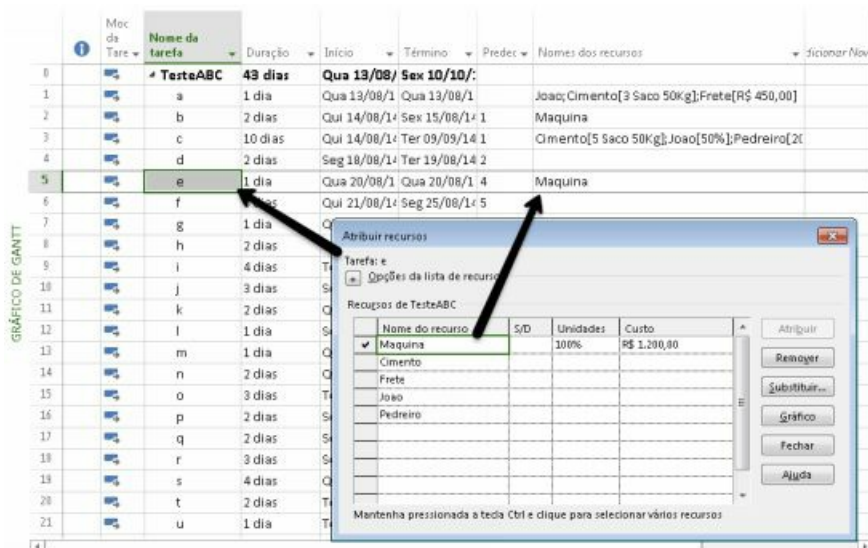 Moc
da
Tare
Nome da
tarefa
Duração
Início
Término
Predec
Nomes dos recursos
dicionar Nov
0 TesteABC 43 dias Qua 13/08/ Sex 10/10/:
1 a 1 dia Qua 13/08/1 Qua 13/08/1 Joao;Cimento[3 Saco 50Kg];Frete[R$ 450,00]
2 b 2 dias Qui 14/08/14 Sex 15/08/14 1 Maquina
3 c 10 dias Qui 14/08/14 Ter 09/09/14 1 Cimento[5 Saco 50Kg];Joao[50%];Pedreiro[20
4 d 2 dias Seg 18/08/14 Ter 19/08/14 2
5 e 1 dia Qua 20/08/1 Qua 20/08/1 4 Maquina
6 f Qui 21/08/14 Seg 25/08/14 5
7 g 1 dia Q
8 h 2 dias
9 i 4 dias T
10 j 3 dias S
11 k 2 dias Q
12 l 1 dia S
13 m 1 dia Q
14 n 2 dias Q
15 o 3 dias T
16 p 2 dias S
17 q 2 dias S
18 r 3 dias S
19 s 4 dias Q
20 t 2 dias T
21 u 1 dia T
GRÁFICO DE GANTT
Atribuir recursos
Tarefa: e
+ Opções da lista de recurso
Recursos de TesteABC
Nome do recurso S/D Unidades Custo
Maquina 100% R$ 1.200,00
Cimento
Frete
Joao
Pedreiro
Atribuir
Remover
Substituir...
Gráfico
Fechar
Ajuda
Mantenha pressionada a tecla Ctrl e clique para selecionar vários recursos